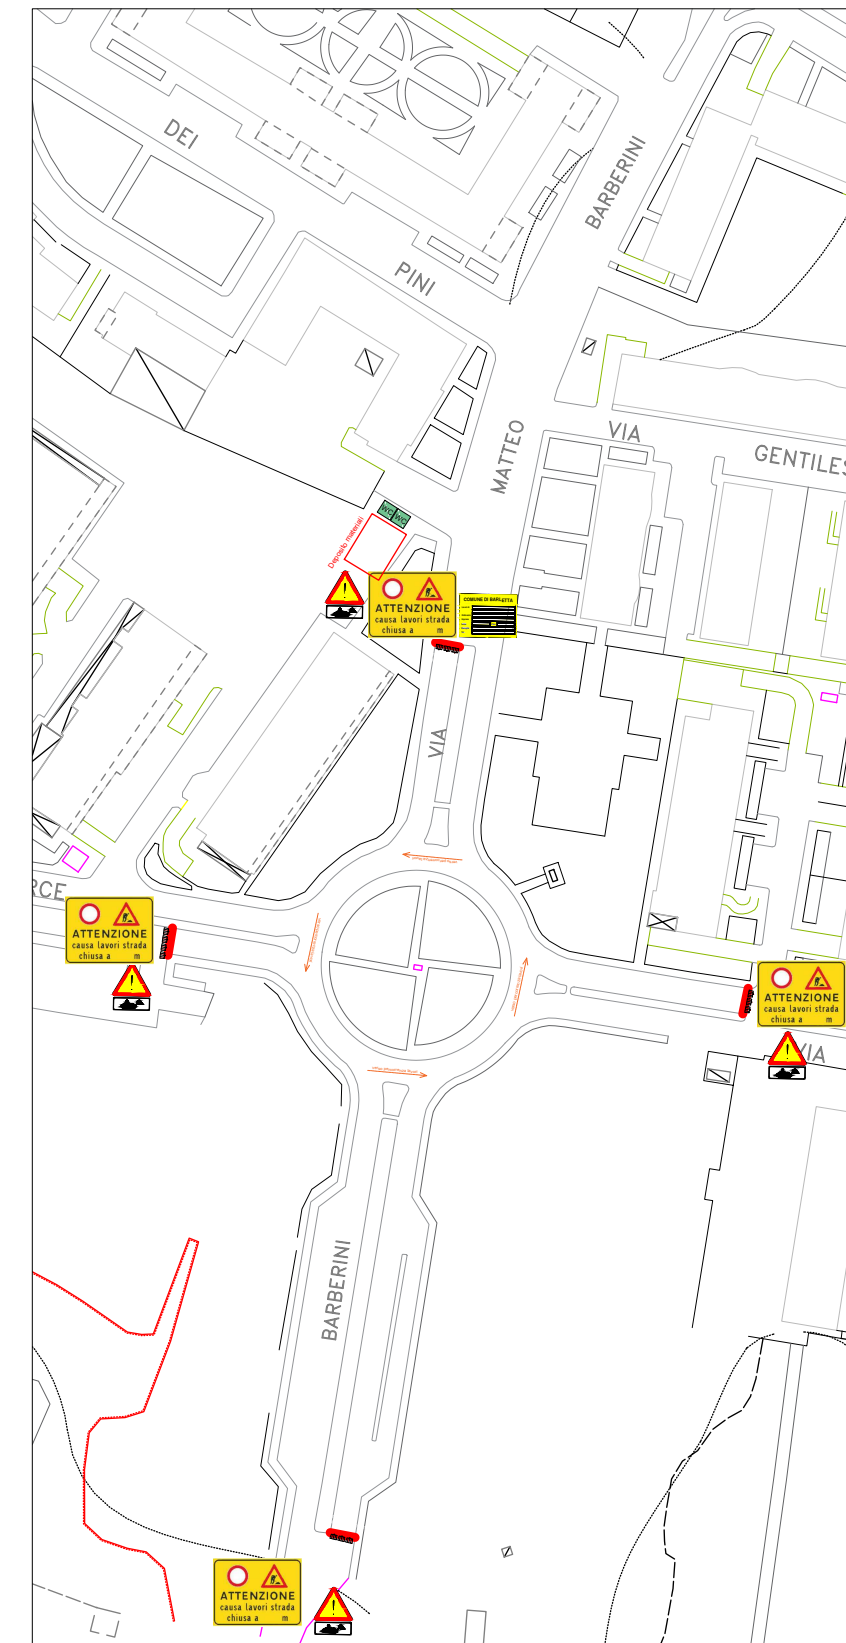 DEI
BARBERINI
PINI
MATTEO
VIA
GENTILES
WC WC
Deposito materiali
ATTENZIONE
causa lavori strada
chiusa a m
COMUNE DI BARLETTA
VIA
RCE
ATTENZIONE
causa lavori strada
chiusa a m
ATTENZIONE
causa lavori strada
chiusa a m
VIA
BARBERINI
ATTENZIONE
causa lavori strada
chiusa a m